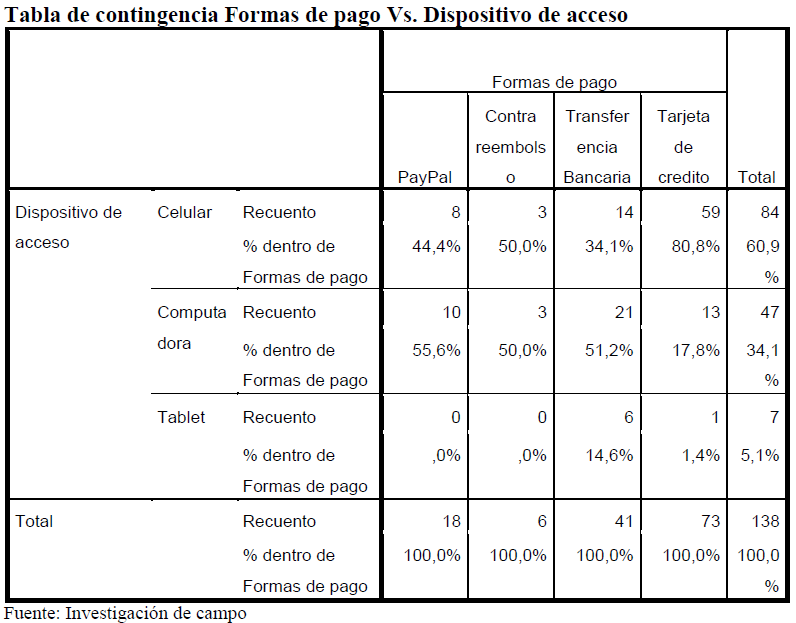 Tabla de contingencia Formas de pago Vs. Dispositivo de acceso
Formas de pago
Contra Transfer Tarjeta
reembols encia de
PayPal o Bancaria credito Total
Dispositivo de Celular Recuento 8 3 14 59 84
acceso % dentro de 44,4% 50,0% 34,1% 80,8% 60,9
Formas de pago %
Computa Recuento 10 3 21 13 47
dora % dentro de 55,6% 50,0% 51,2% 17,8% 34,1
Formas de pago %
Tablet Recuento 0 0 6 1 7
% dentro de ,0% ,0% 14,6% 1,4% 5,1%
Formas de pago
Total Recuento 18 6 41 73 138
% dentro de 100,0% 100,0% 100,0% 100,0% 100,0
Formas de pago %
Fuente: Investigación de campo